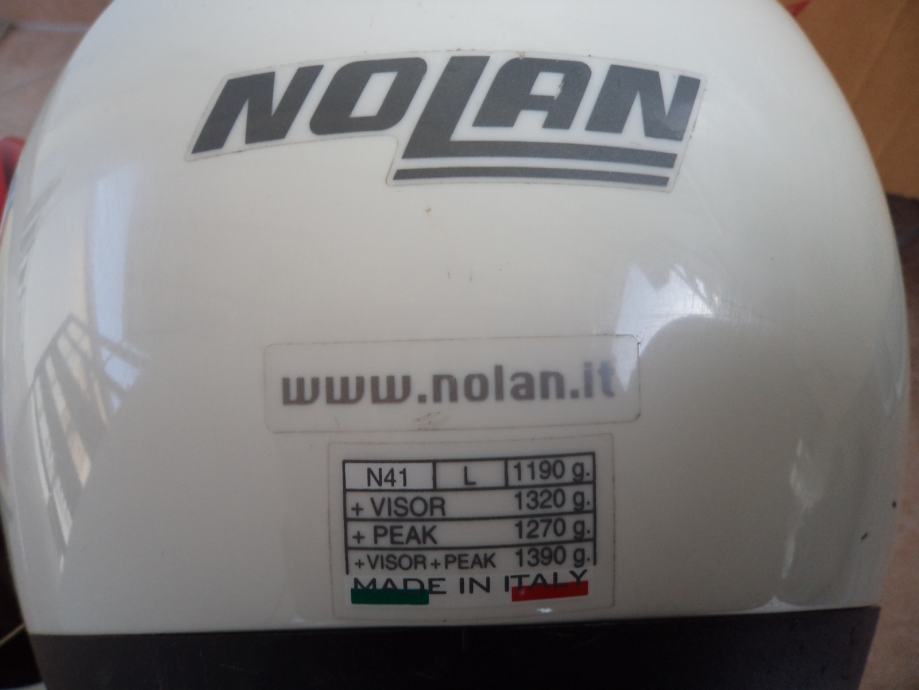 NOLAN
www.nolan.it
N41 L 1190 g.
+ VISOR 1320 g.
+ PEAK 1270 g.
+VISOR+PEAK 1390 g.
MADE IN ITALY